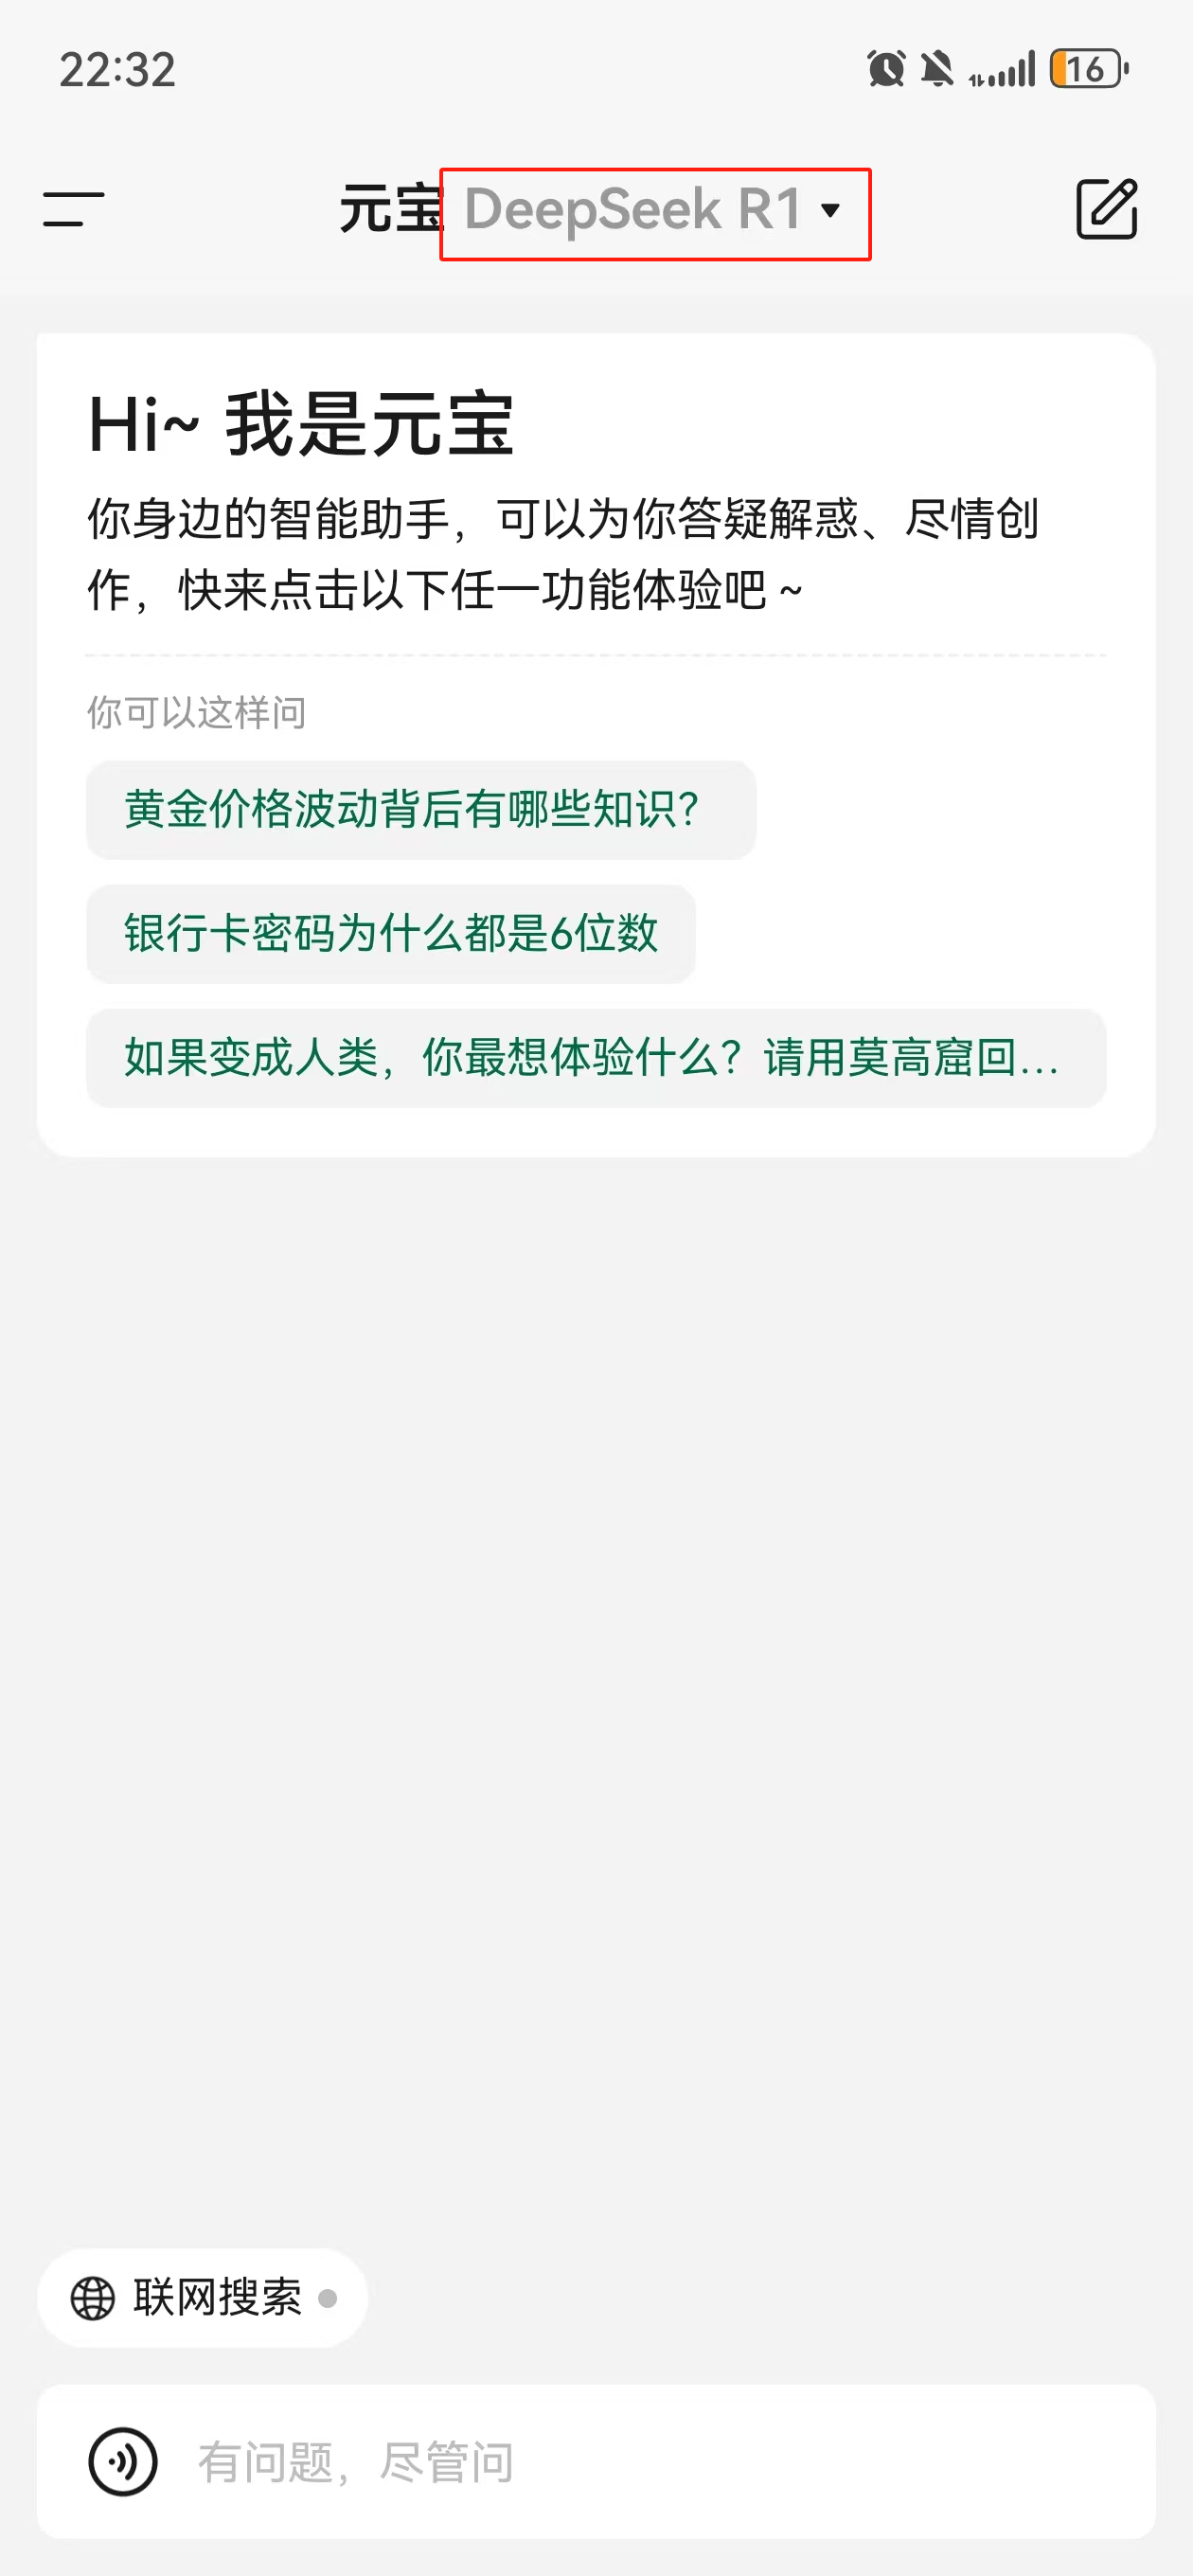 22:32
16
元宝 DeepSeek R1
Hi~ 我是元宝
你身边的智能助手，可以为你答疑解惑、尽情创
作，快来点击以下任一功能体验吧 ~
你可以这样问
黄金价格波动背后有哪些知识？
银行卡密码为什么都是6位数
如果变成人类，你最想体验什么？请用莫高窟回...
联网搜索
有问题，尽管问